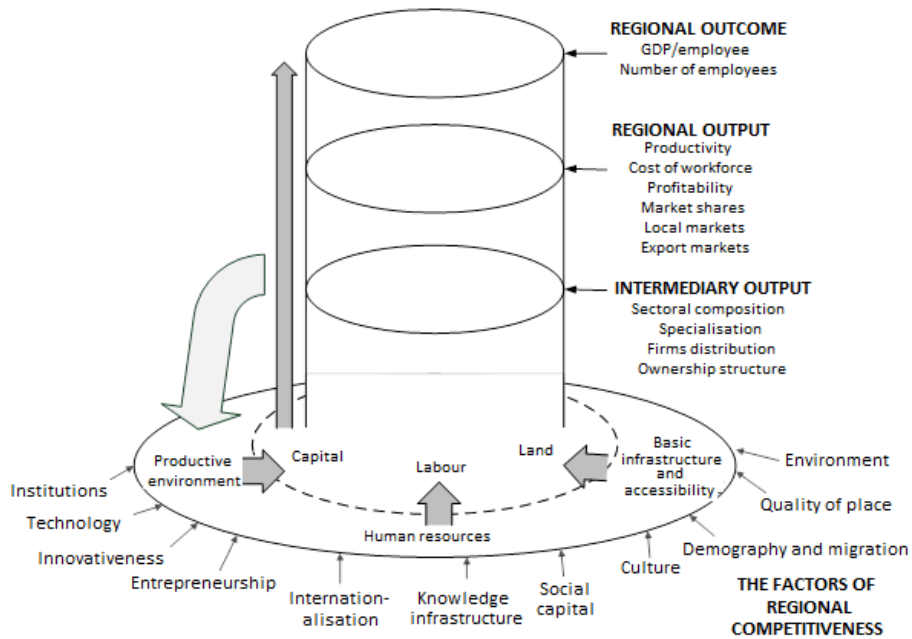 REGIONAL OUTCOME
GDP/employee
Number of employees
REGIONAL OUTPUT
Productivity
Cost of workforce
Profitability
Market shares
Local markets
Export markets
INTERMEDIARY OUTPUT
Sectoral composition
Specialisation
Firms distribution
Ownership structure
Productive
environment
Capital
Labour
Land
Basic
infrastructure
and
accessibility
Human resources
Institutions
Technology
Innovativeness
Entrepreneurship
Internation-
alisation
Knowledge
infrastructure
Social
capital
Culture
Demography and migration
Quality of place
Environment
THE FACTORS OF
REGIONAL
COMPETITIVENESS